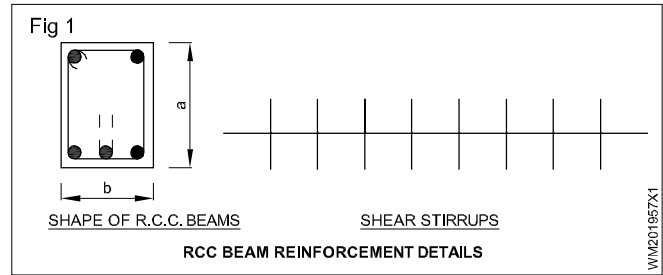 Fig 1
a
b
SHAPE OF R.C.C. BEAMS
SHEAR STIRRUPS
RCC BEAM REINFORCEMENT DETAILS
WM201957X1